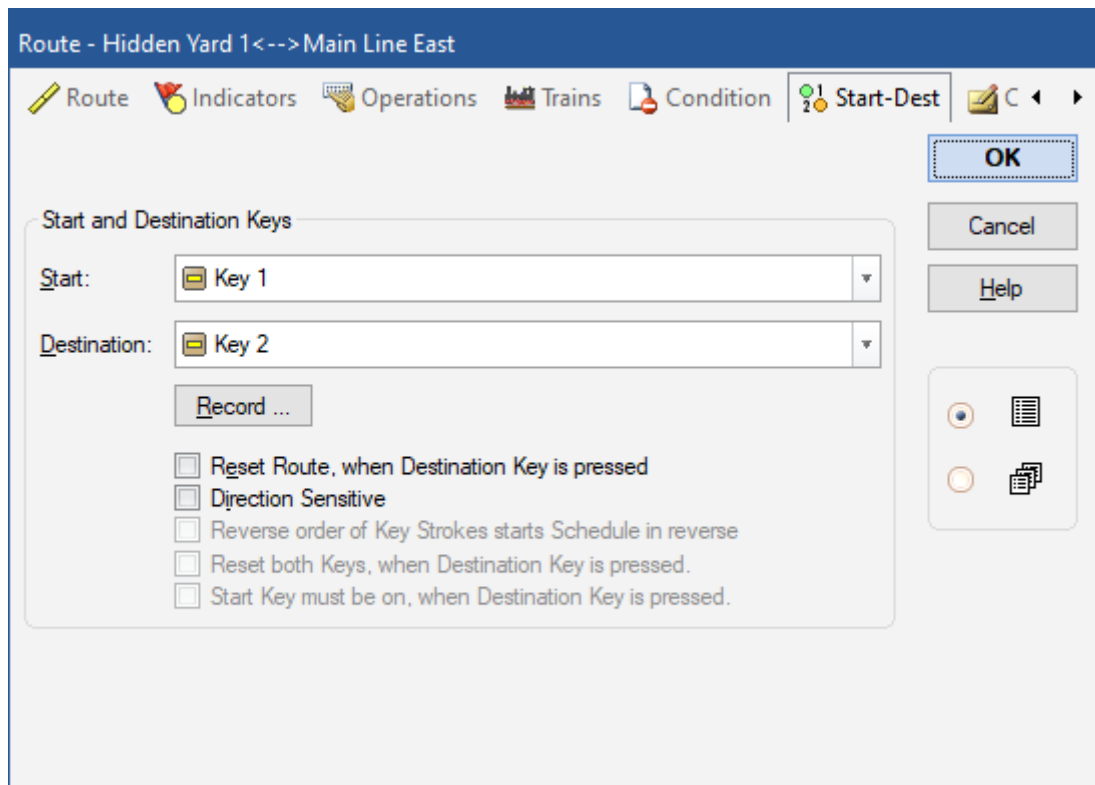 Route - Hidden Yard 1<-->Main Line East
Route Indicators Operations Trains Condition Start-Dest C
OK
Start and Destination Keys
Cancel
Start: Key 1
Help
Destination: Key 2
Record ...
Reset Route, when Destination Key is pressed
Direction Sensitive
Reverse order of Key Strokes starts Schedule in reverse
Reset both Keys, when Destination Key is pressed.
Start Key must be on, when Destination Key is pressed.